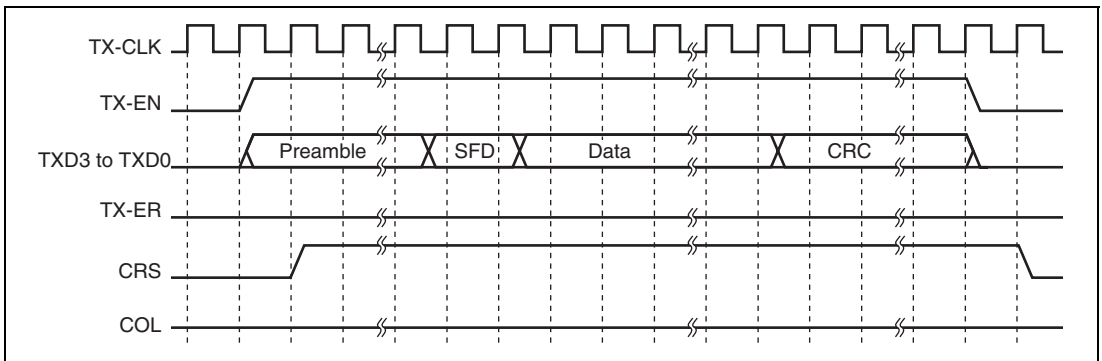 TX-CLK
TX-EN
TXD3 to TXD0
Preamble SFD Data CRC
TX-ER
CRS
COL